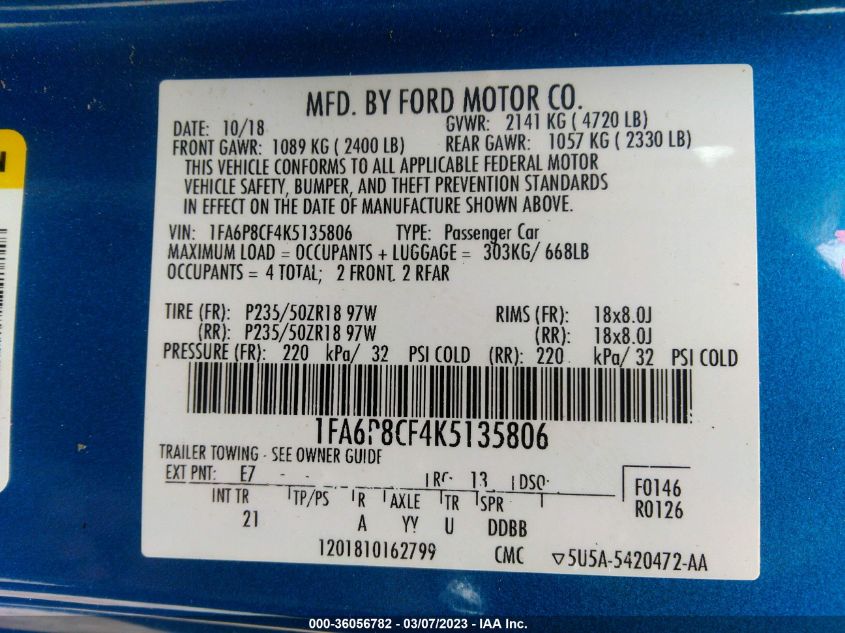 MFD. BY FORD MOTOR CO.
DATE: 10/18 GVWR: 2141 KG ( 4720 LB)
FRONT GAWR: 1089 KG ( 2400 LB) REAR GAWR: 1057 KG ( 2330 LB)
THIS VEHICLE CONFORMS TO ALL APPLICABLE FEDERAL MOTOR
VEHICLE SAFETY, BUMPER, AND THEFT PREVENTION STANDARDS
IN EFFECT ON THE DATE OF MANUFACTURE SHOWN ABOVE.
VIN: 1FA6P8CF4K5135806 TYPE: Passenger Car
MAXIMUM LOAD = OCCUPANTS + LUGGAGE = 303KG/ 668LB
OCCUPANTS = 4 TOTAL; 2 FRONT, 2 REAR
TIRE (FR): P235/50ZR18 97W RIMS (FR): 18x8.0J
(RR): P235/50ZR18 97W (RR): 18x8.0J
PRESSURE (FR): 220 kPa/ 32 PSI COLD (RR): 220 kPa/ 32 PSI COLD
1FA6P8CF4K5135806
TRAILER TOWING - SEE OWNER GUIDE
EXT PNT: E7 RC: 13 DSO: F0146
INT TR TP/PS R AXLE TR SPR R0126
21 A YY U DDBB
1201810162799 CMC ▽5U5A-5420472-AA
N
000-36056782 - 03/07/2023 - IAA Inc.